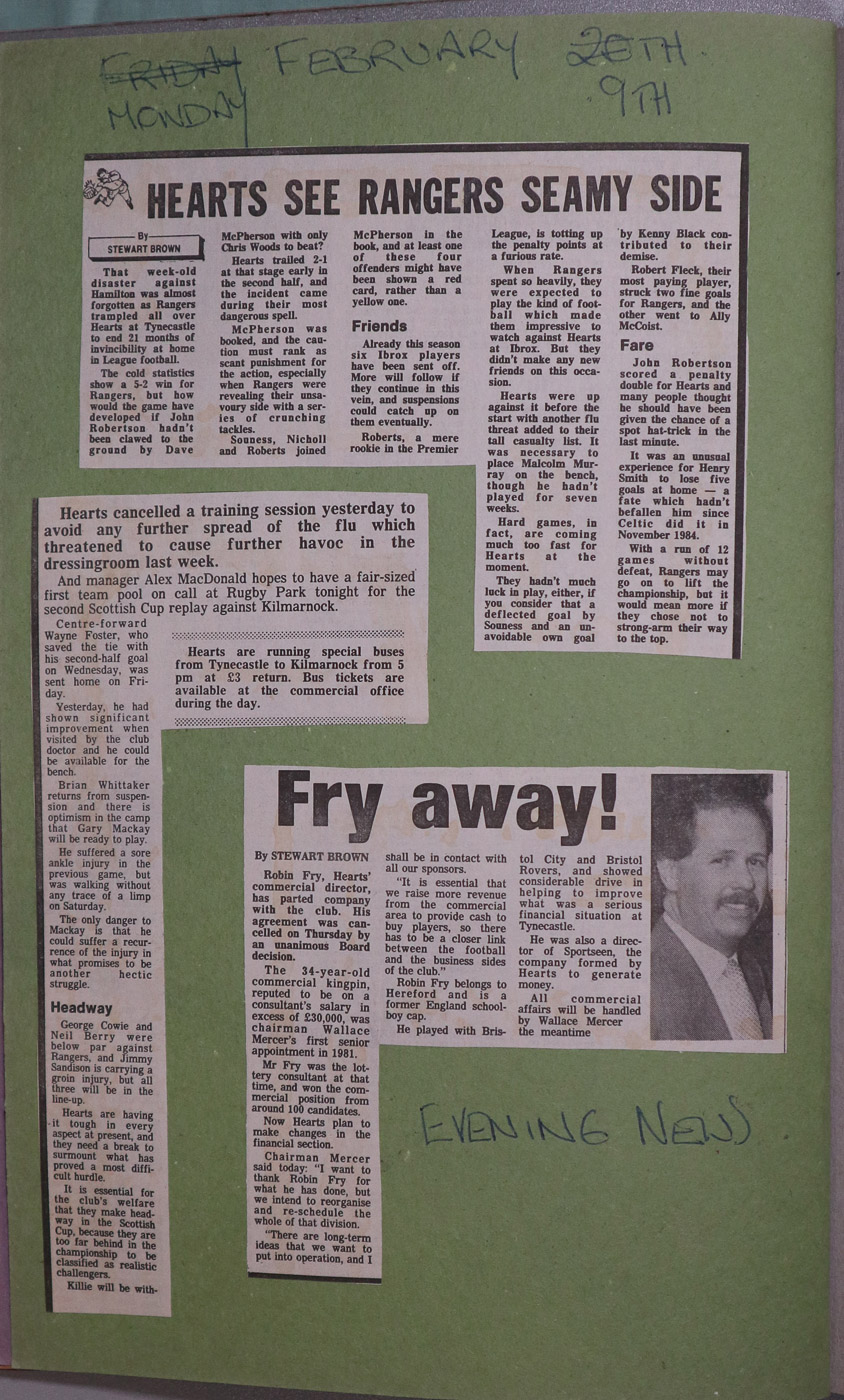 FRIDAY FEBRUARY 20TH.
MONDAY 9TH
HEARTS SEE RANGERS SEAMY SIDE
By
STEWART BROWN
That week-old
disaster against
Hamilton was almost
forgotten as Rangers
trampled all over
Hearts at Tynecastle
to end 21 months of
invincibility at home
in League football.
The cold statistics
show a 5-2 win for
Rangers, but how
would the game have
developed if John
Robertson hadn't
been clawed to the
ground by Dave
McPherson with only
Chris Woods to beat?
Hearts trailed 2-1
at that stage early in
the second half, and
the incident came
during their most
dangerous spell.
McPherson was
booked, and the cau-
tion must rank as
scant punishment for
the action, especially
when Rangers were
revealing their unsa-
voury side with a ser-
ies of crunching
tackles.
Souness, Nicholl
and Roberts joined
McPherson in the
book, and at least one
of these four
offenders might have
been shown a red
card, rather than a
yellow one.
Friends
Already this season
six Ibrox players
have been sent off.
More will follow if
they continue in this
vein, and suspensions
could catch up on
them eventually.
Roberts, a mere
rookie in the Premier
League, is totting up
the penalty points at
a furious rate.
When Rangers
spent so heavily, they
were expected to
play the kind of foot-
ball which made
them impressive to
watch against Hearts
at Ibrox. But they
didn't make any new
friends on this occa-
sion.
Hearts were up
against it before the
start with another flu
threat added to their
tall casualty list. It
was necessary to
place Malcolm Mur-
ray on the bench,
though he hadn't
played for seven
weeks.
Hard games, in
fact, are coming
much too fast for
Hearts at the
moment.
They hadn't much
luck in play, either, if
you consider that a
deflected goal by
Souness and an un-
avoidable own goal
by Kenny Black con-
tributed to their
demise.
Robert Fleck, their
most paying player,
struck two fine goals
for Rangers, and the
other went to Ally
McCoist.
Fare
John Robertson
scored a penalty
double for Hearts and
many people thought
he should have been
given the chance of a
spot hat-trick in the
last minute.
It was an unusual
experience for Henry
Smith to lose five
goals at home — a
fate which hadn't
befallen him since
Celtic did it in
November 1984.
With a run of 12
games without
defeat, Rangers may
go on to lift the
championship, but it
would mean more if
they chose not to
strong-arm their way
to the top.
Hearts cancelled a training session yesterday to
avoid any further spread of the flu which
threatened to cause further havoc in the
dressingroom last week.
And manager Alex MacDonald hopes to have a fair-sized
first team pool on call at Rugby Park tonight for the
second Scottish Cup replay against Kilmarnock.
Centre-forward
Wayne Foster, who
saved the tie with
his second-half goal
on Wednesday, was
sent home on Fri-
day.
Yesterday, he had
shown significant
improvement when
visited by the club
doctor and he could
be available for the
bench.
Brian Whittaker
returns from suspen-
sion and there is
optimism in the camp
that Gary Mackay
will be ready to play.
He suffered a sore
ankle injury in the
previous game, but
was walking without
any trace of a limp
on Saturday.
The only danger to
Mackay is that he
could suffer a recur-
rence of the injury in
what promises to be
another hectic
struggle.
Headway
George Cowie and
Neil Berry were
below par against
Rangers, and Jimmy
Sandison is carrying a
groin injury, but all
three will be in the
line-up.
Hearts are having
it tough in every
aspect at present, and
they need a break to
surmount what has
proved a most diffi-
cult hurdle.
It is essential for
the club's welfare
that they make head-
way in the Scottish
Cup, because they are
too far behind in the
championship to be
classified as realistic
challengers.
Killie will be with-
Hearts are running special buses
from Tynecastle to Kilmarnock from 5
pm at £3 return. Bus tickets are
available at the commercial office
during the day.
Fry away!
By STEWART BROWN
Robin Fry, Hearts'
commercial director,
has parted company
with the club. His
agreement was can-
celled on Thursday by
an unanimous Board
decision.
The 34-year-old
commercial kingpin,
reputed to be on a
consultant's salary in
excess of £30,000, was
chairman Wallace
Mercer's first senior
appointment in 1981.
Mr Fry was the lot-
tery consultant at that
time, and won the com-
mercial position from
around 100 candidates.
Now Hearts plan to
make changes in the
financial section.
Chairman Mercer
said today: "I want to
thank Robin Fry for
what he has done, but
we intend to reorganise
and re-schedule the
whole of that division.
"There are long-term
ideas that we want to
put into operation, and I
shall be in contact with
all our sponsors.
"It is essential that
we raise more revenue
from the commercial
area to provide cash to
buy players, so there
has to be a closer link
between the football
and the business sides
of the club."
Robin Fry belongs to
Hereford and is a
former England school-
boy cap.
He played with Bris-
tol City and Bristol
Rovers, and showed
considerable drive in
helping to improve
what was a serious
financial situation at
Tynecastle.
He was also a direc-
tor of Sportseen, the
company formed by
Hearts to generate
money.
All commercial
affairs will be handled
by Wallace Mercer
the meantime
EVENING NEWS